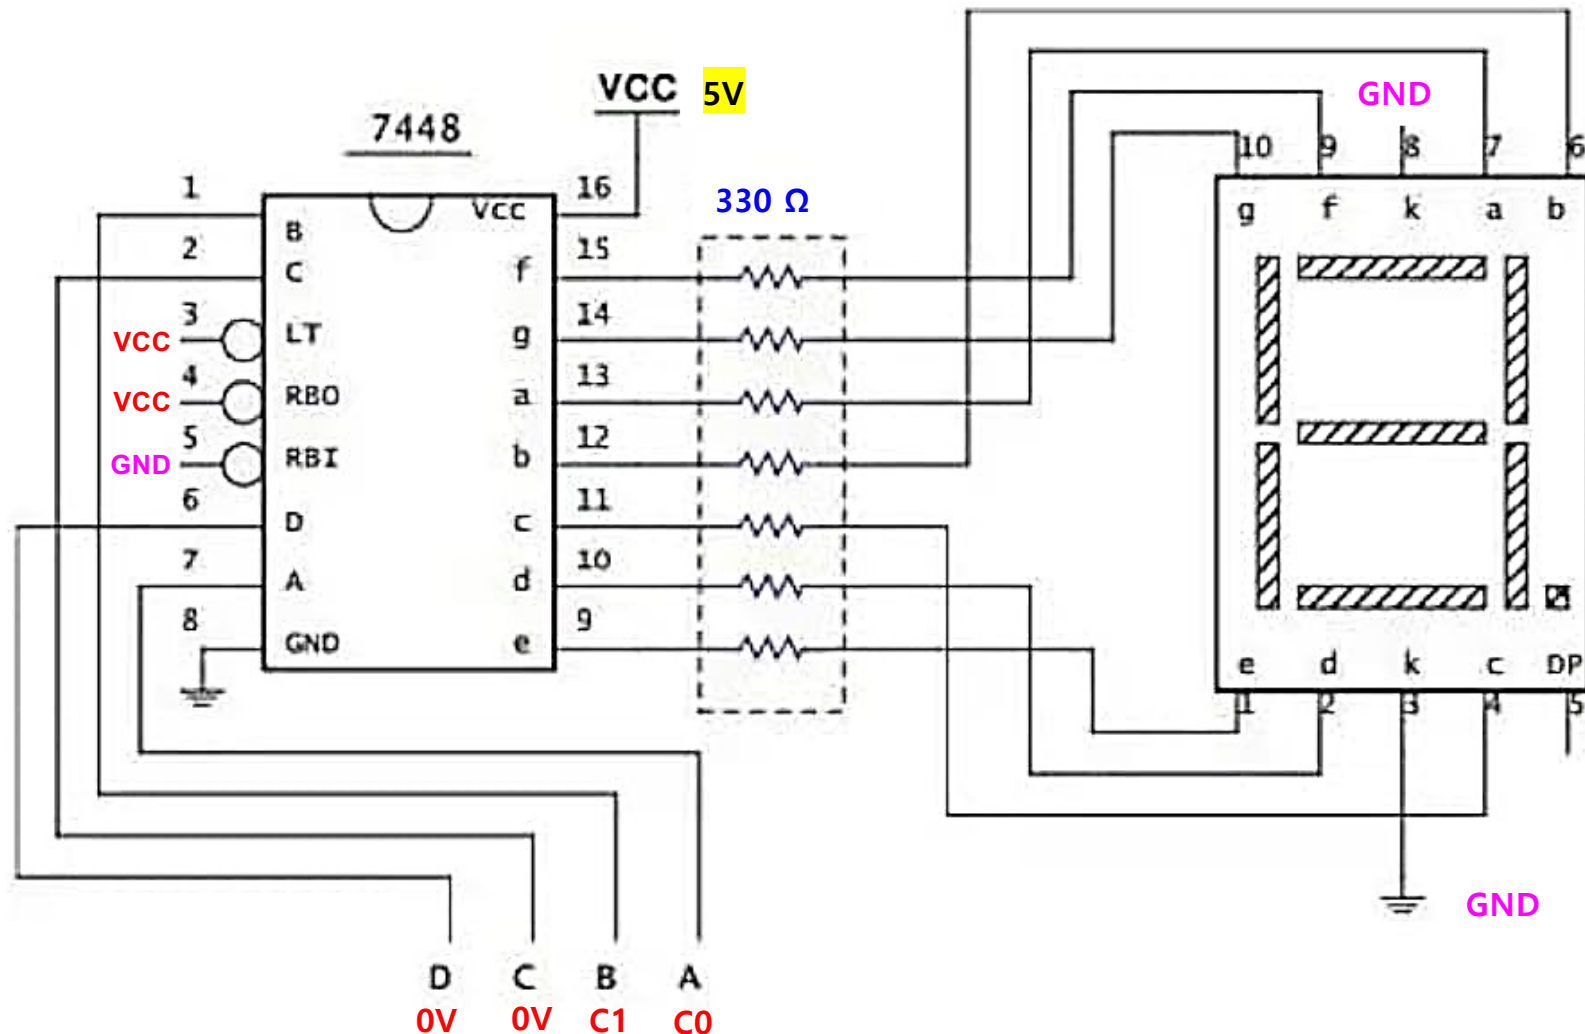 VCC 5V
GND
7448
330 Ω
1
2
3
4
5
6
7
8
VCC
VCC
GND
B
C
LT
RBO
RBI
D
A
GND
Vcc
f
g
a
b
c
d
e
16
15
14
13
12
11
10
9
10 9 8 7 6
g f k a b
e d k c DP
1 2 3 4 5
GND
D C B A
0V 0V C1 C0